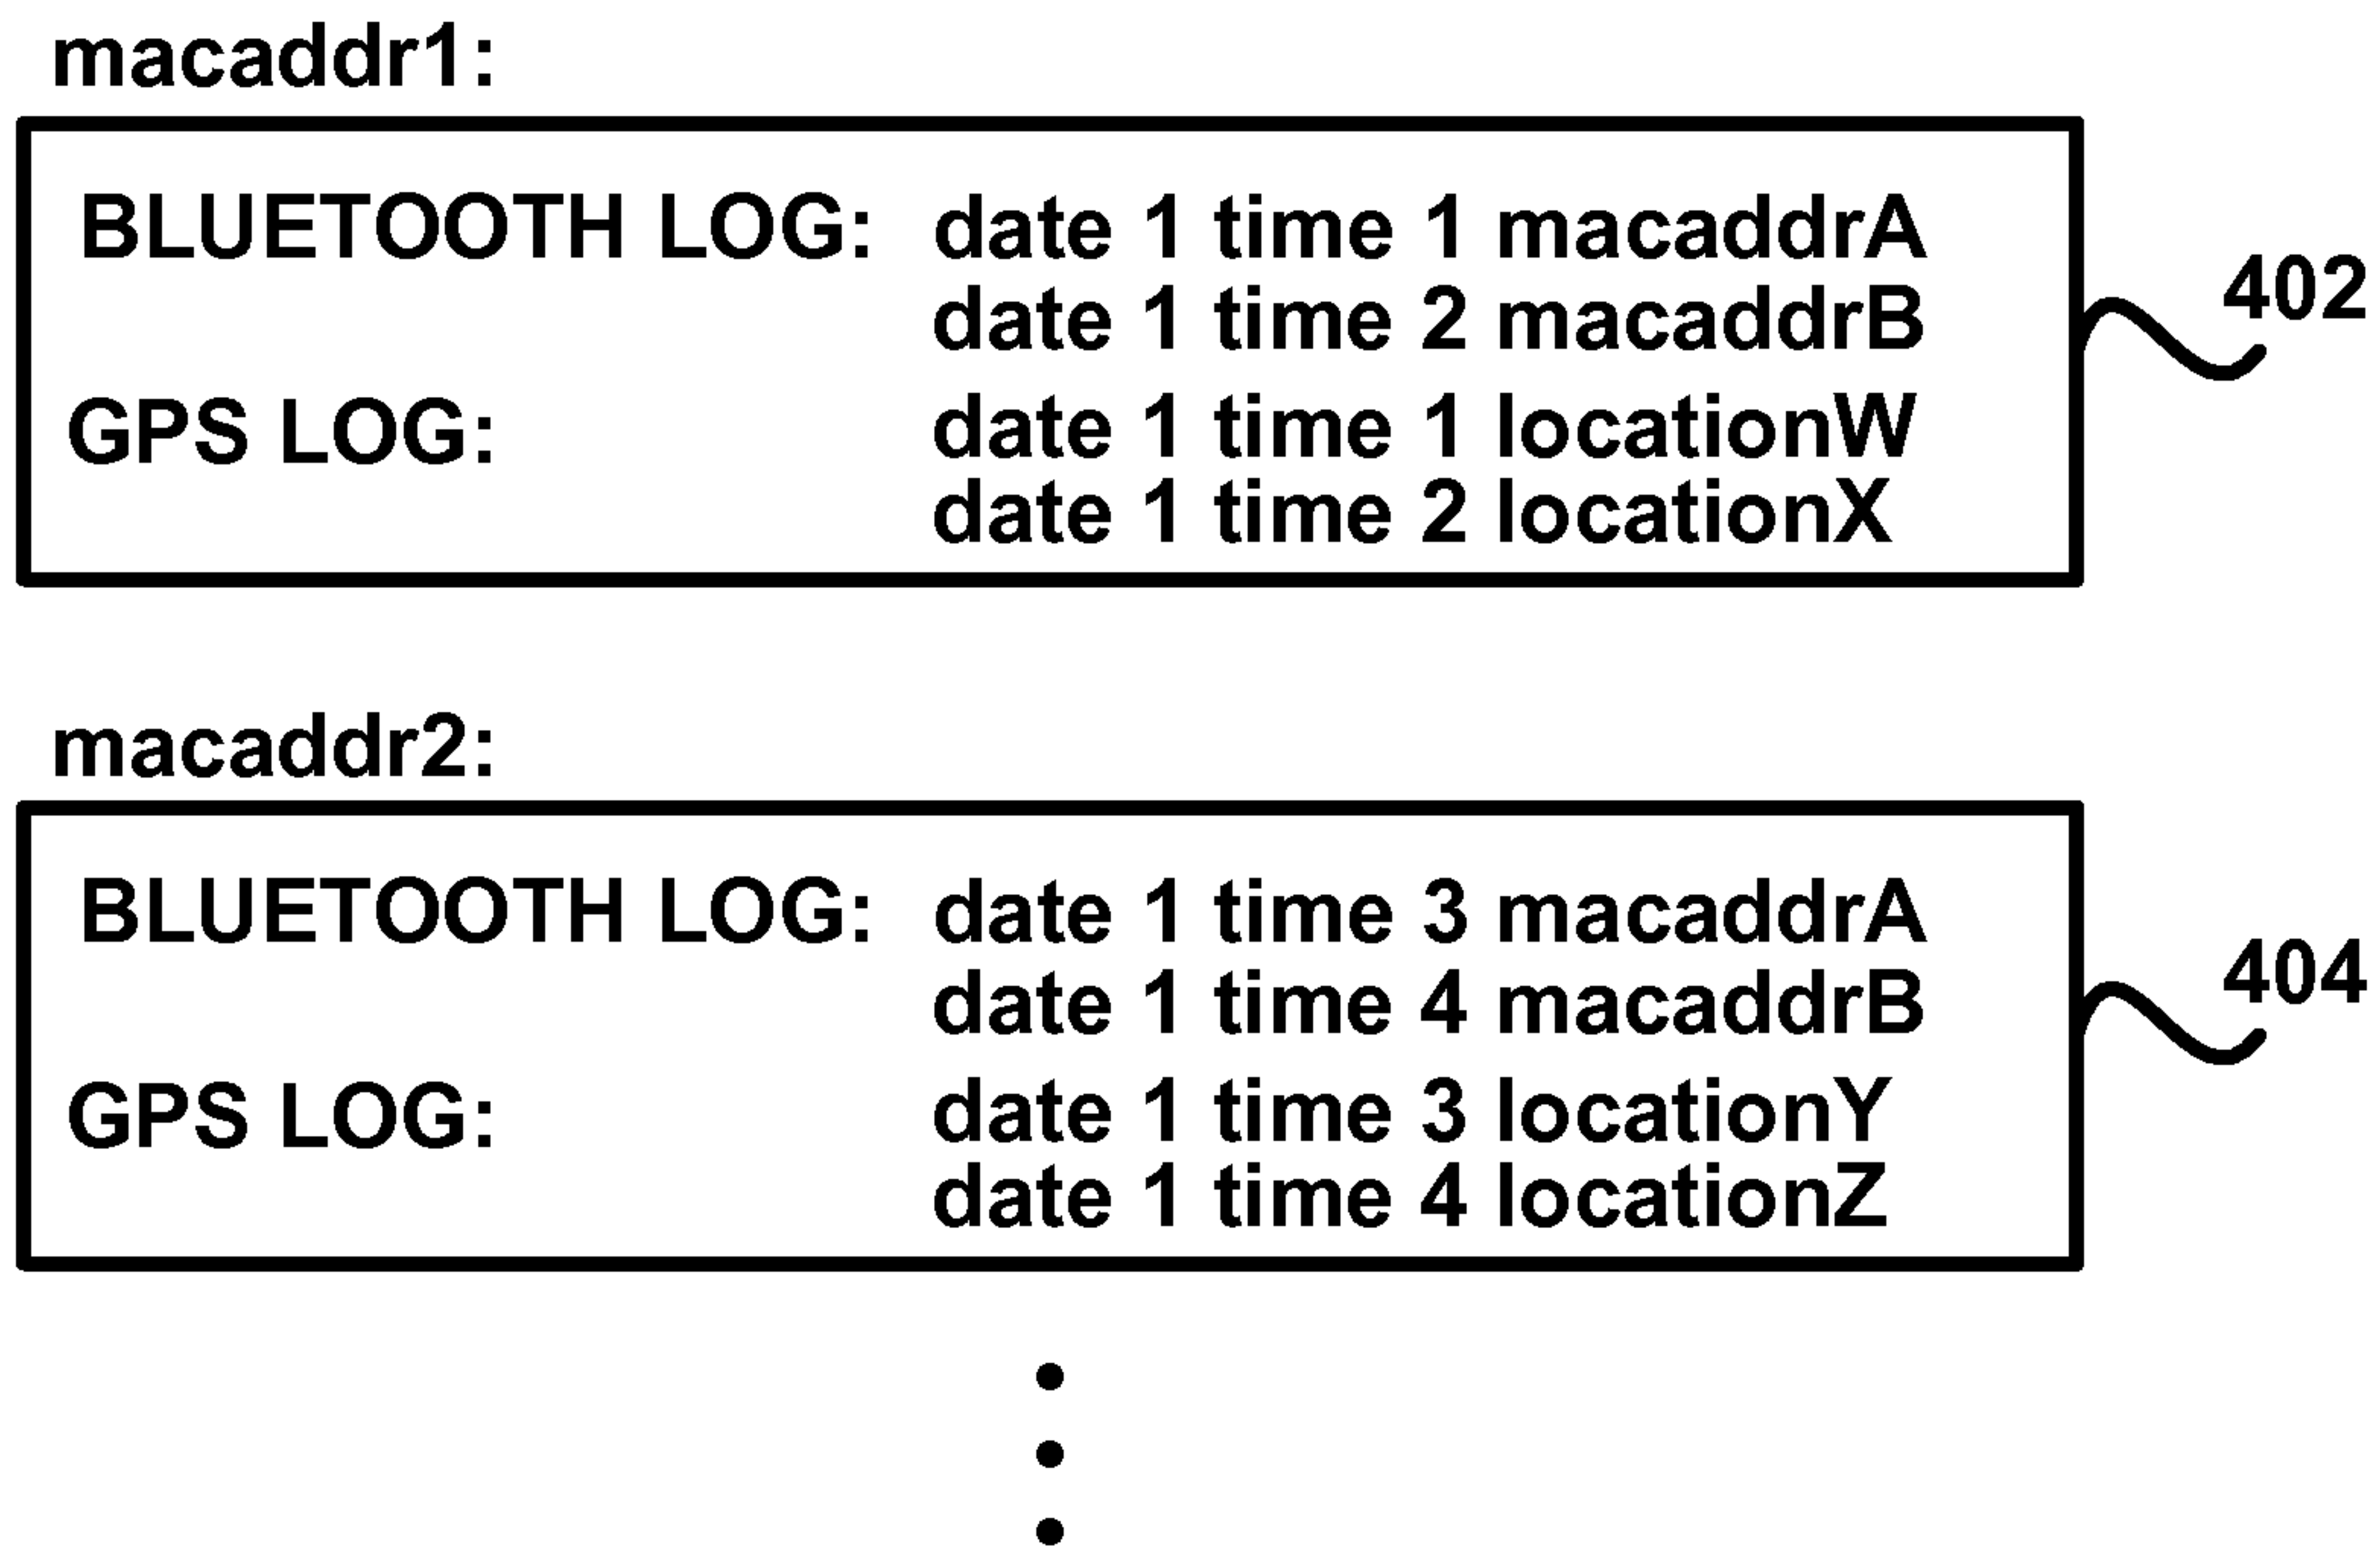 macaddr1:
BLUETOOTH LOG: date 1 time 1 macaddrA
date 1 time 2 macaddrB
402
GPS LOG: date 1 time 1 locationW
date 1 time 2 locationX
macaddr2:
BLUETOOTH LOG: date 1 time 3 macaddrA
date 1 time 4 macaddrB
404
GPS LOG: date 1 time 3 locationY
date 1 time 4 locationZ